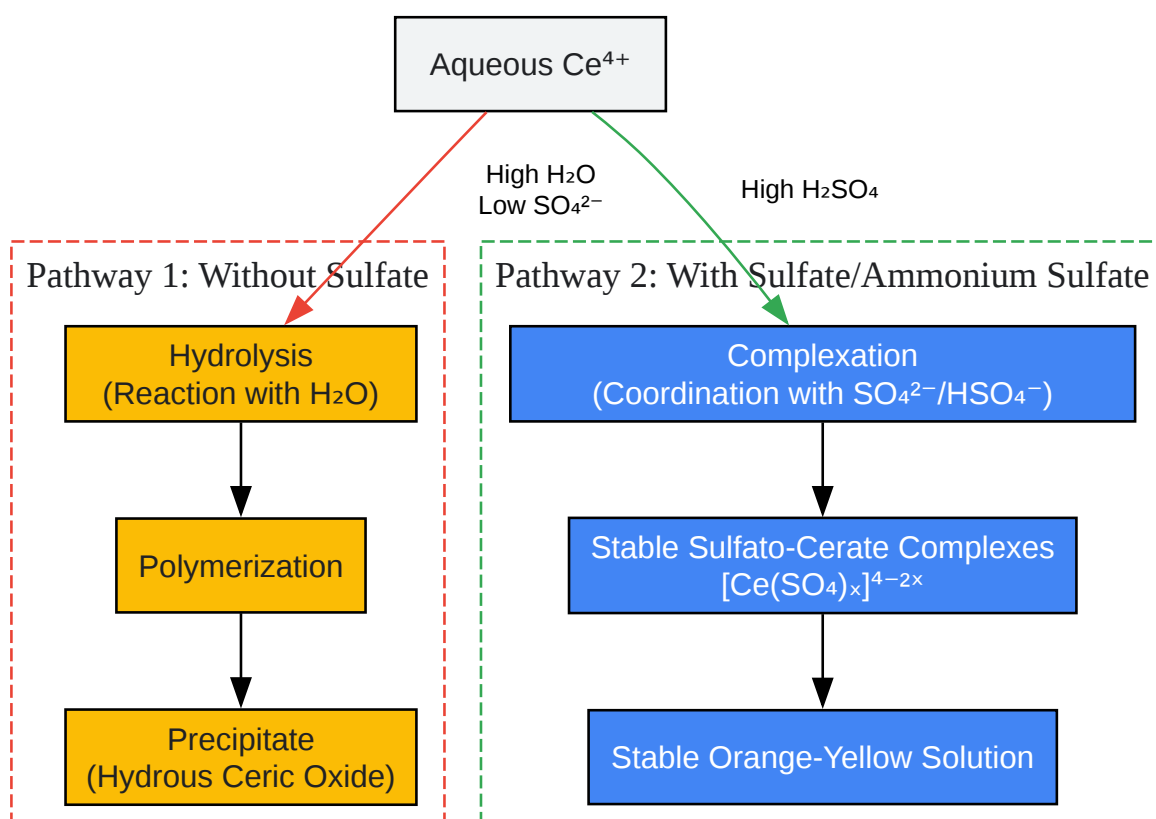 Aqueous Ce⁴⁺
High H₂O
Low SO₄²⁻
High H₂SO₄
Pathway 1: Without Sulfate
Hydrolysis
(Reaction with H₂O)
Polymerization
Precipitate
(Hydrous Ceric Oxide)
Pathway 2: With Sulfate/Ammonium Sulfate
Complexation
(Coordination with SO₄²⁻/HSO₄⁻)
Stable Sulfato-Cerate Complexes
[Ce(SO₄)ₓ]⁴⁻²ˣ
Stable Orange-Yellow Solution